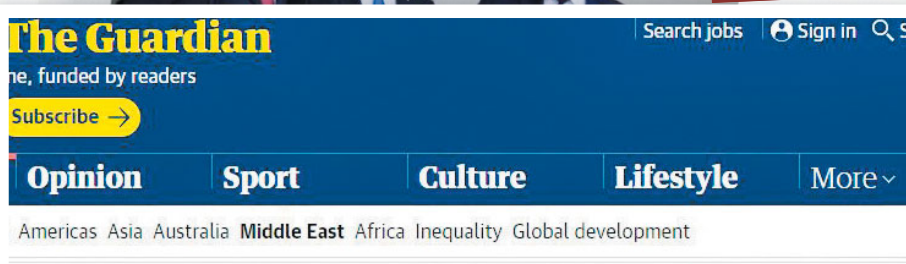 The Guardian
Search jobs Sign in
ne, funded by readers
Subscribe →
Opinion Sport Culture Lifestyle More
Americas Asia Australia Middle East Africa Inequality Global development